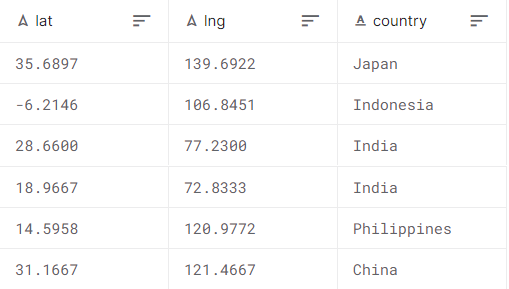 lat lng country
35.6897 139.6922 Japan
-6.2146 106.8451 Indonesia
28.6600 77.2300 India
18.9667 72.8333 India
14.5958 120.9772 Philippines
31.1667 121.4667 China